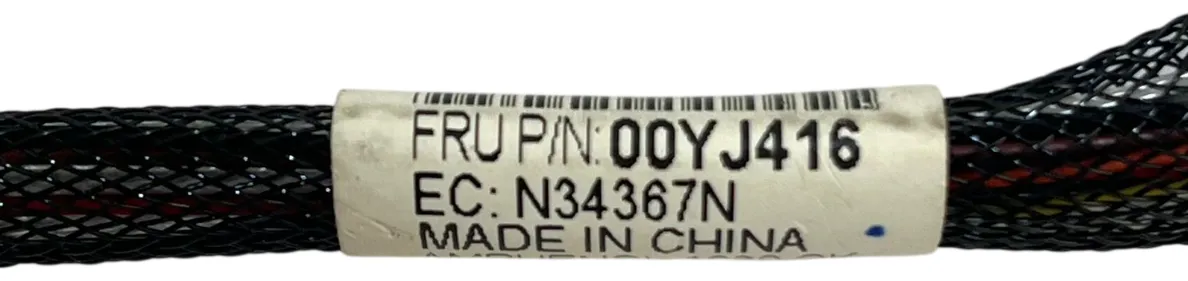 FRU P/N: 00YJ416
EC: N34367N
MADE IN CHINA